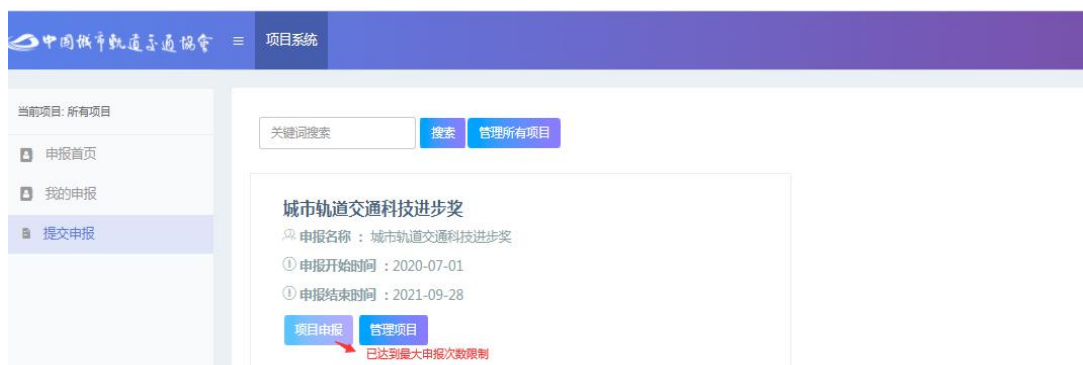 中国城市轨道交通協會
≡
项目系统
当前项目: 所有项目
申报首页
我的申报
提交申报
关键词搜索
搜索
管理所有项目
城市轨道交通科技进步奖
申报名称 ： 城市轨道交通科技进步奖
申报开始时间 ：2020-07-01
申报结束时间 ：2021-09-28
项目申报
管理项目
已达到最大申报次数限制